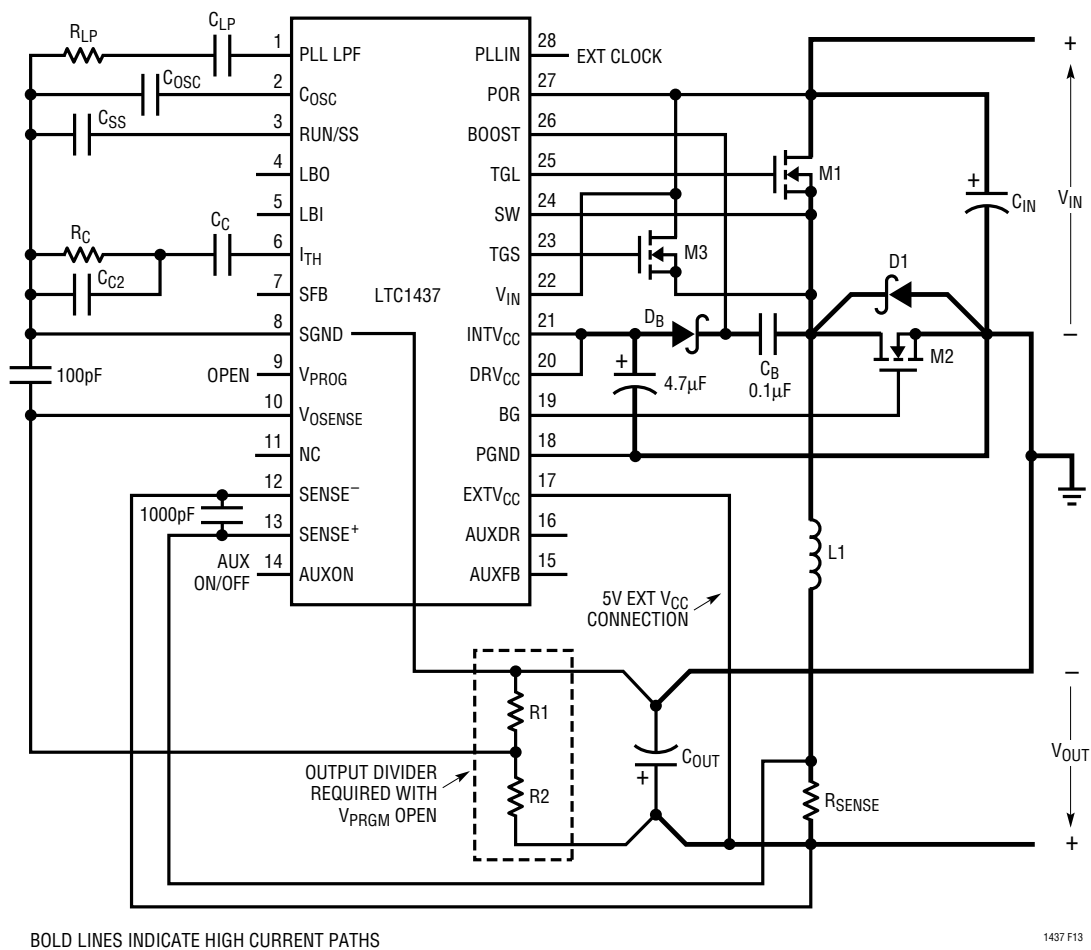 RLP
CLP
COSC
CSS
RC
CC
CC2
100pF
OPEN
1000pF
AUX
ON/OFF
1 PLL LPF
2 COSC
3 RUN/SS
4 LBO
5 LBI
6 ITH
7 SFB
8 SGND
9 VPROG
10 VOSENSE
11 NC
12 SENSE–
13 SENSE+
14 AUXON
LTC1437
PLLIN 28 EXT CLOCK
POR 27
BOOST 26
TGL 25
SW 24
TGS 23
VIN 22
INTVCC 21
DRVCC 20
BG 19
PGND 18
EXTVCC 17
AUXDR 16
AUXFB 15
M1
M3
+
CIN
+
VIN
–
D1
DB
+
4.7µF
CB
0.1µF
M2
L1
5V EXT VCC
CONNECTION
R1
R2
OUTPUT DIVIDER
REQUIRED WITH
VPRGM OPEN
COUT
+
RSENSE
–
VOUT
+
BOLD LINES INDICATE HIGH CURRENT PATHS
1437 F13